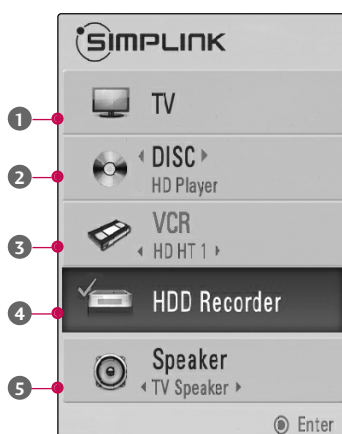 SIMPLINK
1 TV
2 DISC
HD Player
3 VCR
HD HT 1
4 HDD Recorder
5 Speaker
TV Speaker
Enter